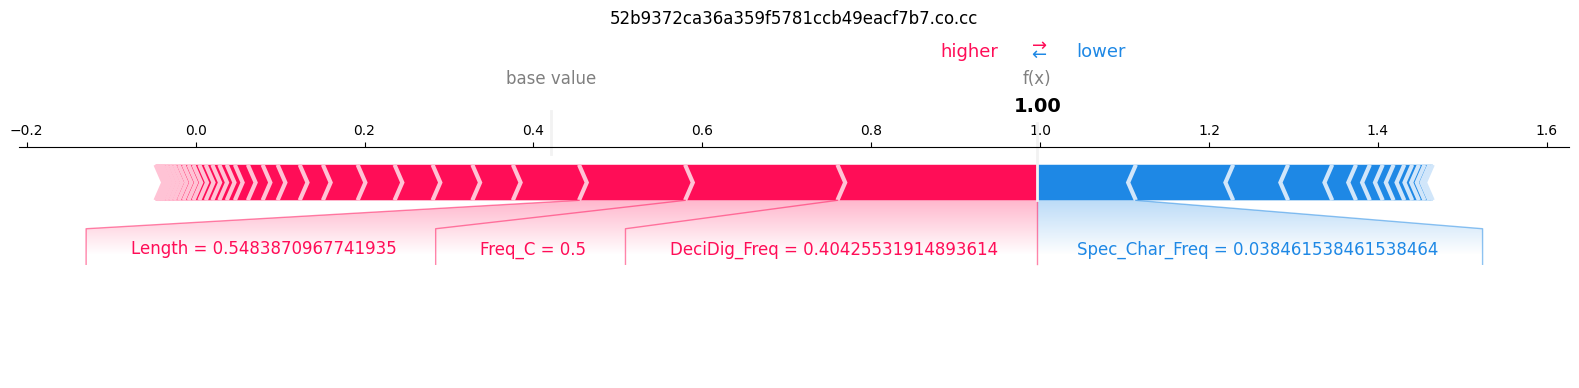 52b9372ca36a359f5781ccb49eacf7b7.co.cc
higher → ← lower
base value f(x)
1.00
−0.2 0.0 0.2 0.4 0.6 0.8 1.0 1.2 1.4 1.6
Length = 0.5483870967741935 Freq_C = 0.5 DeciDig_Freq = 0.40425531914893614 Spec_Char_Freq = 0.038461538461538464